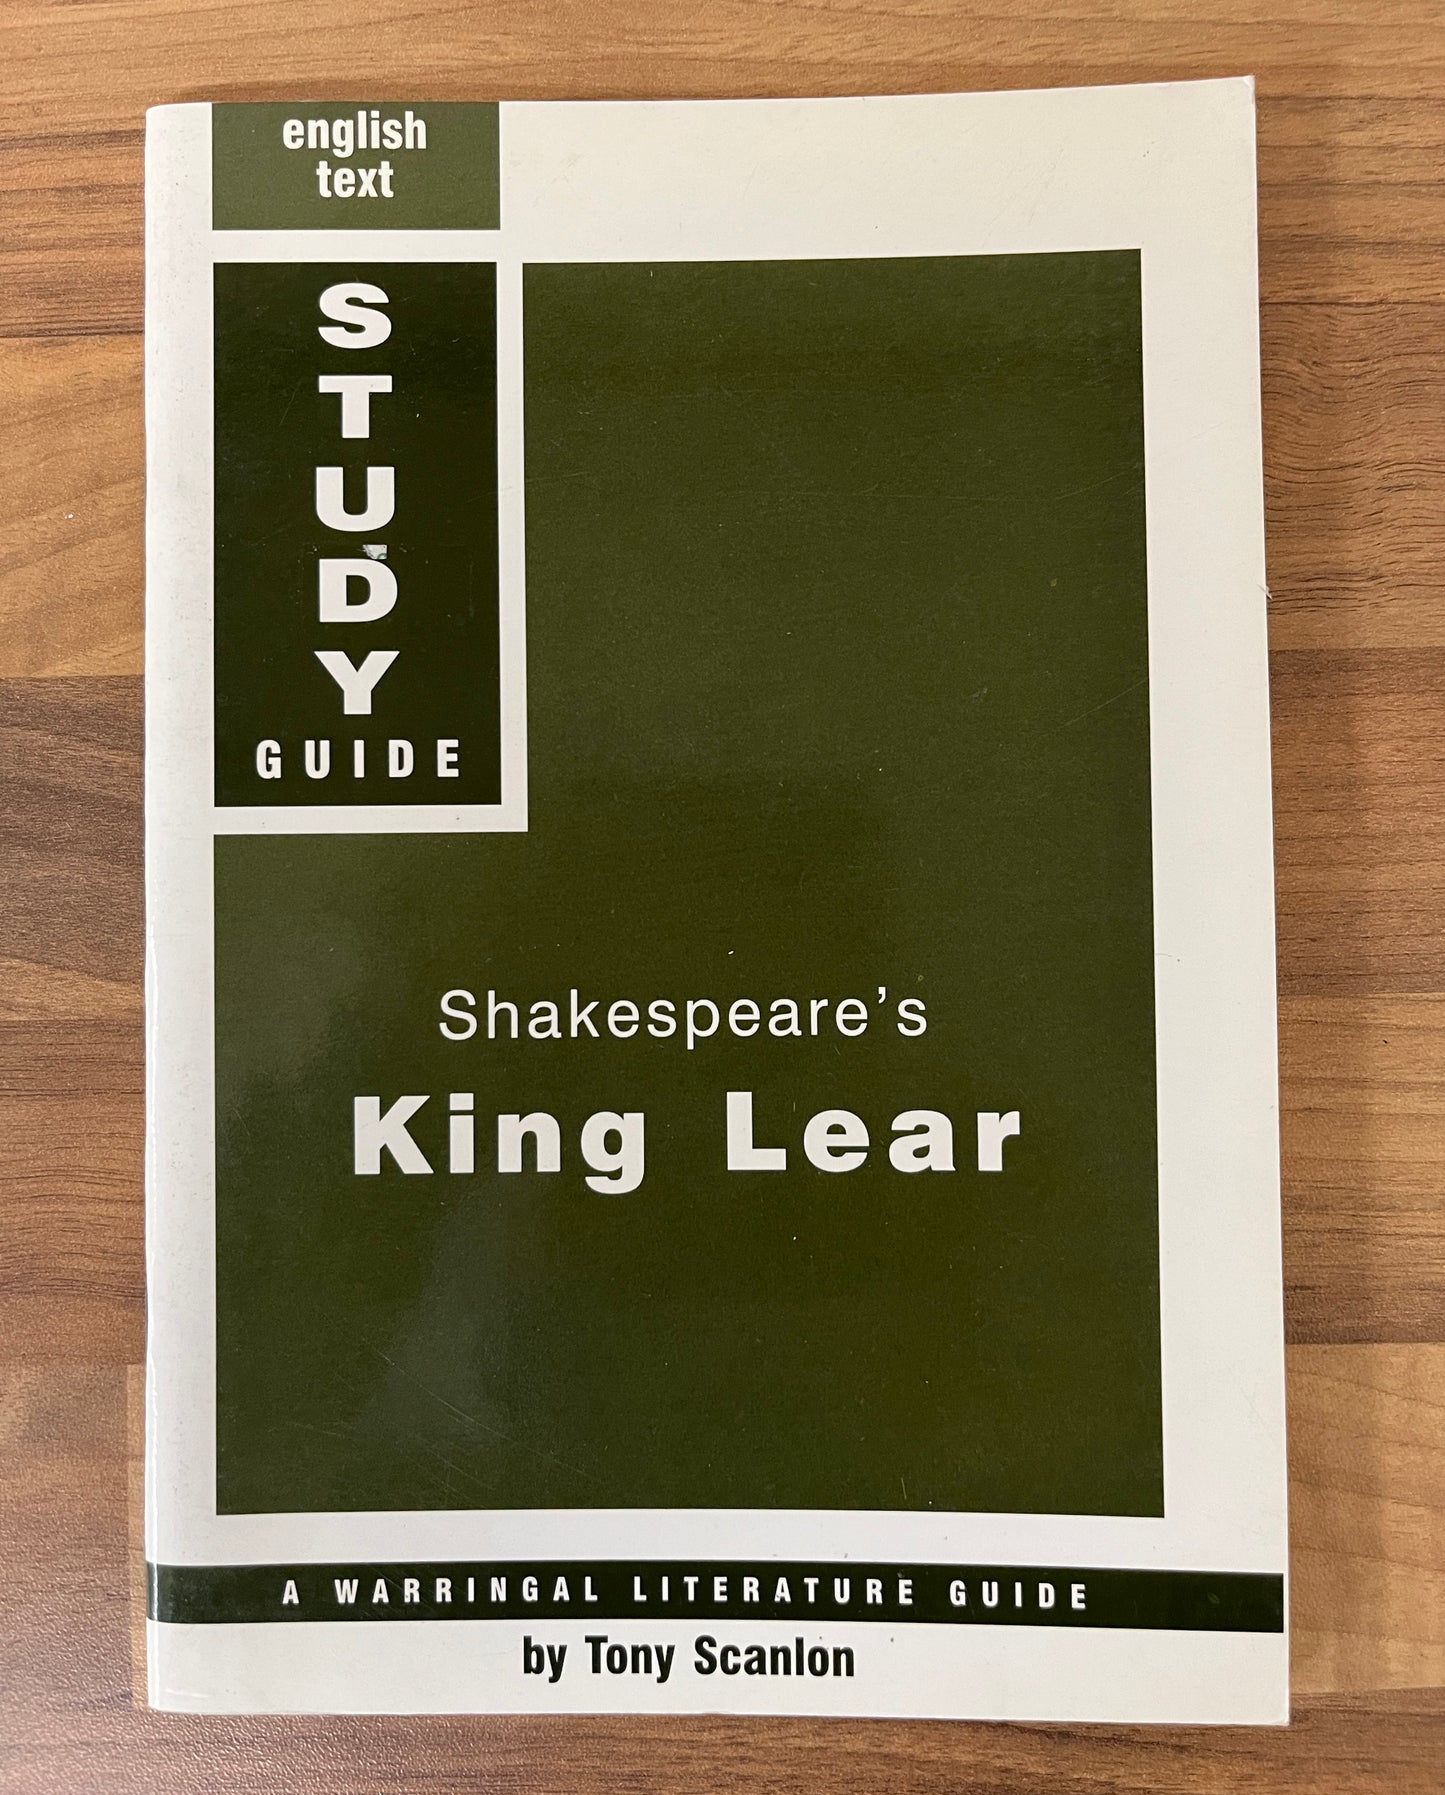 english
text
STUDY
GUIDE
Shakespeare’s
King Lear
A WARRINGAL LITERATURE GUIDE
by Tony Scanlon